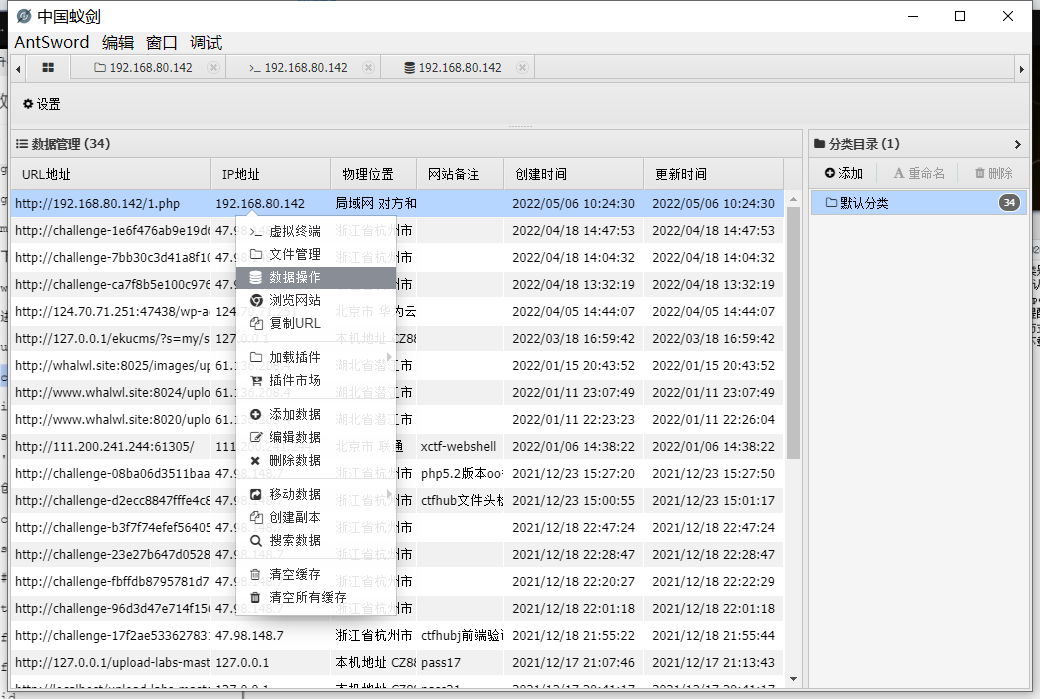 中国蚁剑
AntSword 编辑 窗口 调试
192.168.80.142 >_ 192.168.80.142 192.168.80.142
设置
数据管理 (34)
URL地址 IP地址 物理位置 网站备注 创建时间 更新时间
http://192.168.80.142/1.php 192.168.80.142 局域网 对方和 2022/05/06 10:24:30 2022/05/06 10:24:30
http://challenge-1e6f476ab9e19d 47.9 浙江省杭州市 2022/04/18 14:47:53 2022/04/18 14:47:53
http://challenge-7bb30c3d41a8f1 47.9 浙江省杭州市 2022/04/18 14:04:32 2022/04/18 14:04:32
http://challenge-ca7f8b5e100c976 47.9 2022/04/18 13:32:19 2022/04/18 13:32:19
http://124.70.71.251:47438/wp-a 124.70.71.251 北京市 华为云 2022/04/05 14:44:07 2022/04/05 14:44:07
http://127.0.0.1/ekucms/?s=my/s 127.0.0.1 本机地址 CZ88 2022/03/18 16:59:42 2022/03/18 16:59:42
http://whalwl.site:8025/images/up 61.136.208.4 湖北省潜江市 2022/01/15 20:43:52 2022/01/15 20:43:52
http://www.whalwl.site:8024/uplo 61.136.208.4 湖北省潜江市 2022/01/11 23:07:49 2022/01/11 23:07:49
http://www.whalwl.site:8020/uplo 61.136.208.4 湖北省潜江市 2022/01/11 22:23:23 2022/01/11 22:26:04
http://111.200.241.244:61305/ 111 北京市 联通 xctf-webshell 2022/01/06 14:38:22 2022/01/06 14:38:22
http://challenge-08ba06d3511baa 47.98.148.7 浙江省杭州市 php5.2版本oo 2021/12/23 15:27:20 2021/12/23 15:27:50
http://challenge-d2ecc8847fffe4c8 47.98.148.7 浙江省杭州市 ctfhub文件头 2021/12/23 15:00:55 2021/12/23 15:01:17
http://challenge-b3f7f74efef56405 47.98.148.7 浙江省杭州市 2021/12/18 22:47:24 2021/12/18 22:47:24
http://challenge-23e27b647d0528 47.98.148.7 浙江省杭州市 2021/12/18 22:28:47 2021/12/18 22:28:47
http://challenge-fbffdb8795781d7 47.98.148.7 浙江省杭州市 2021/12/18 22:20:27 2021/12/18 22:22:29
http://challenge-96d3d47e714f15 47.98.148.7 浙江省杭州市 2021/12/18 22:01:18 2021/12/18 22:01:18
http://challenge-17f2ae53362783 47.98.148.7 浙江省杭州市 ctfhubj前端验 2021/12/18 21:55:22 2021/12/18 21:55:44
http://127.0.0.1/upload-labs-mast 127.0.0.1 本机地址 CZ88 pass17 2021/12/17 21:07:46 2021/12/17 21:13:43
虚拟终端
文件管理
数据操作
浏览网站
复制URL
加载插件
插件市场
添加数据
编辑数据
删除数据
移动数据
创建副本
搜索数据
清空缓存
清空所有缓存
分类目录 (1)
添加 重命名 删除
默认分类 34